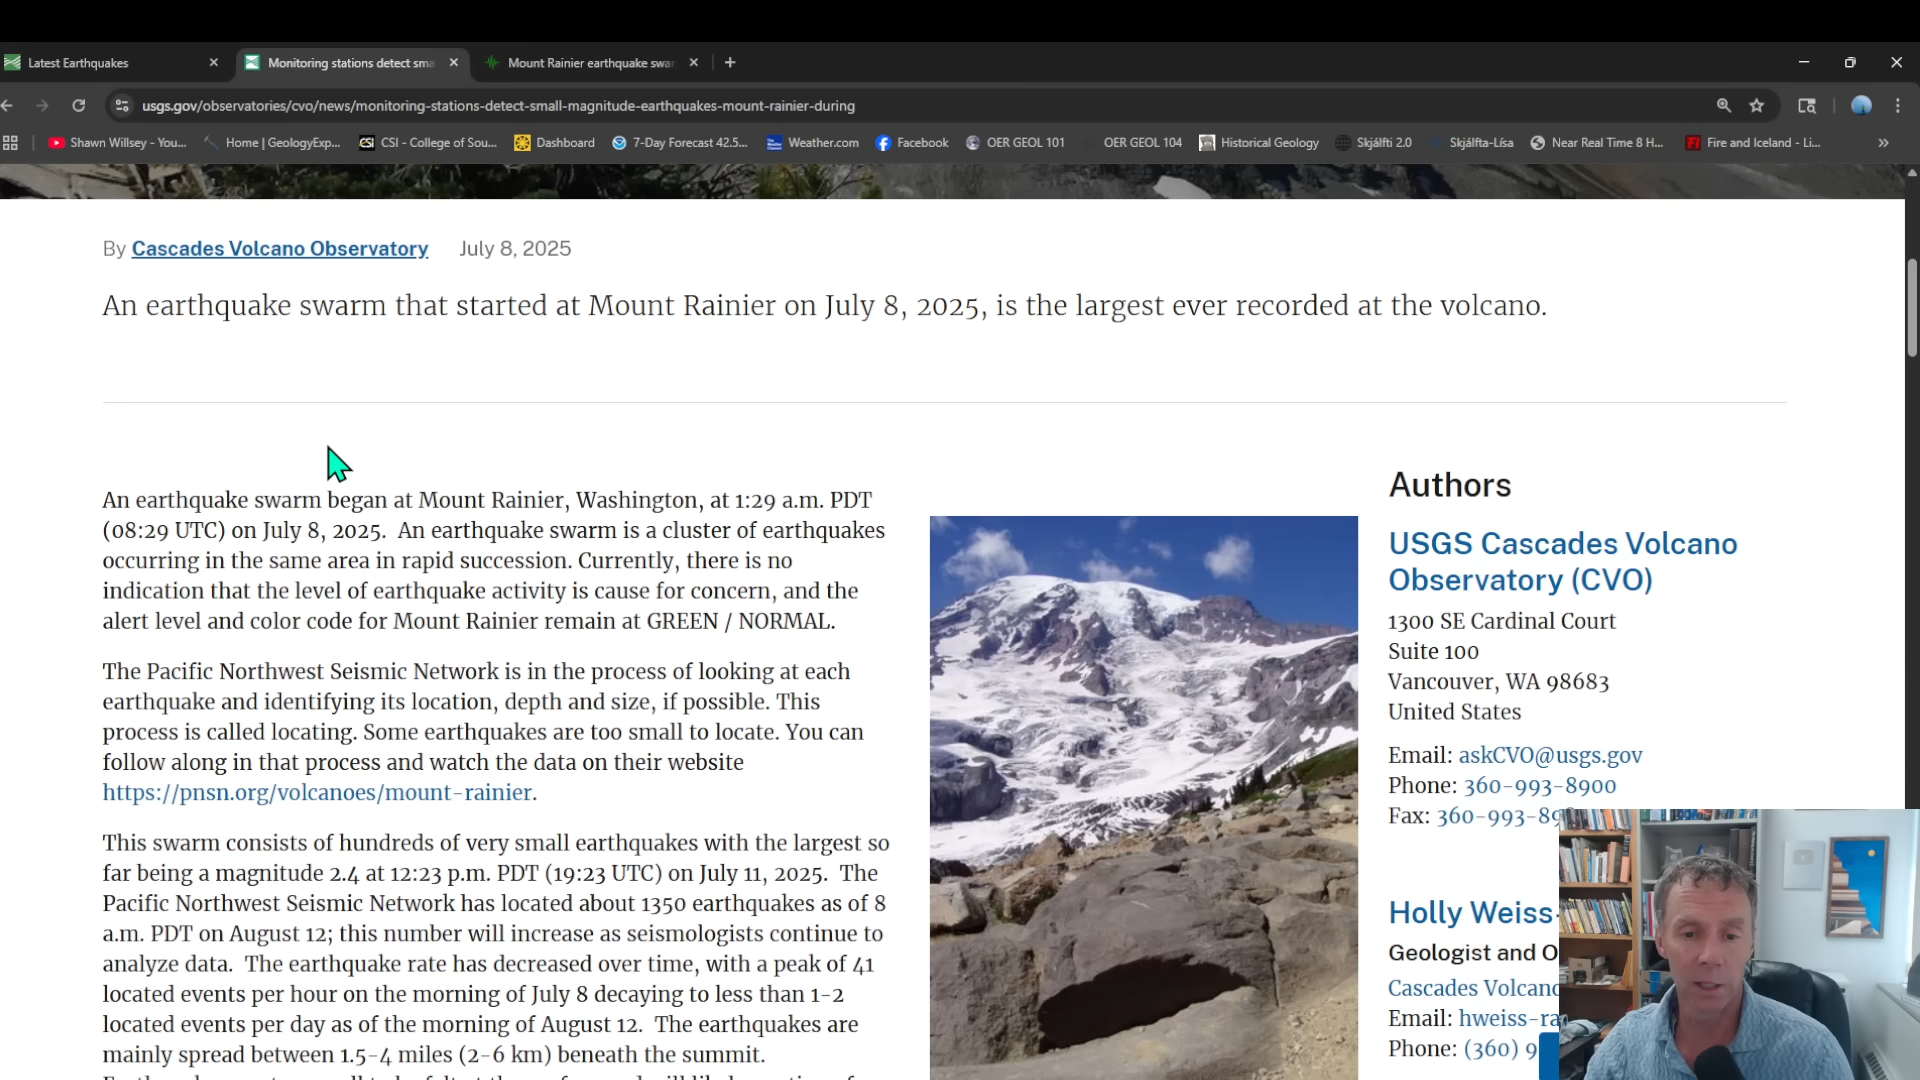 Latest Earthquakes
Monitoring stations detect sma
Mount Rainier earthquake swar
usgs.gov/observatories/cvo/news/monitoring-stations-detect-small-magnitude-earthquakes-mount-rainier-during
Shawn Willsey - You...
Home | GeologyExp...
CSI - College of Sou...
Dashboard
7-Day Forecast 42.5...
Weather.com
Facebook
OER GEOL 101
OER GEOL 104
Historical Geology
Skjálfti 2.0
Skjálfta-Lísa
Near Real Time 8 H...
Fire and Iceland - Li...
By Cascades Volcano Observatory July 8, 2025
An earthquake swarm that started at Mount Rainier on July 8, 2025, is the largest ever recorded at the volcano.
An earthquake swarm began at Mount Rainier, Washington, at 1:29 a.m. PDT
(08:29 UTC) on July 8, 2025. An earthquake swarm is a cluster of earthquakes
occurring in the same area in rapid succession. Currently, there is no
indication that the level of earthquake activity is cause for concern, and the
alert level and color code for Mount Rainier remain at GREEN / NORMAL.
The Pacific Northwest Seismic Network is in the process of looking at each
earthquake and identifying its location, depth and size, if possible. This
process is called locating. Some earthquakes are too small to locate. You can
follow along in that process and watch the data on their website
https://pnsn.org/volcanoes/mount-rainier.
This swarm consists of hundreds of very small earthquakes with the largest so
far being a magnitude 2.4 at 12:23 p.m. PDT (19:23 UTC) on July 11, 2025. The
Pacific Northwest Seismic Network has located about 1350 earthquakes as of 8
a.m. PDT on August 12; this number will increase as seismologists continue to
analyze data. The earthquake rate has decreased over time, with a peak of 41
located events per hour on the morning of July 8 decaying to less than 1-2
located events per day as of the morning of August 12. The earthquakes are
mainly spread between 1.5-4 miles (2-6 km) beneath the summit.
Authors
USGS Cascades Volcano
Observatory (CVO)
1300 SE Cardinal Court
Suite 100
Vancouver, WA 98683
United States
Email: askCVO@usgs.gov
Phone: 360-993-8900
Fax: 360-993-89
Holly Weiss-
Geologist and O
Cascades Volcano
Email: hweiss-ra
Phone: (360) 9